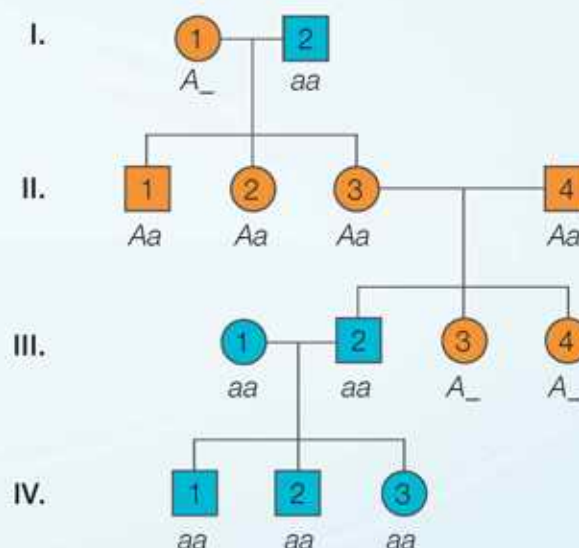 I. 1 2
A_ aa
II. 1 2 3 4
Aa Aa Aa Aa
III. 1 2 3 4
aa aa A_ A_
IV. 1 2 3
aa aa aa